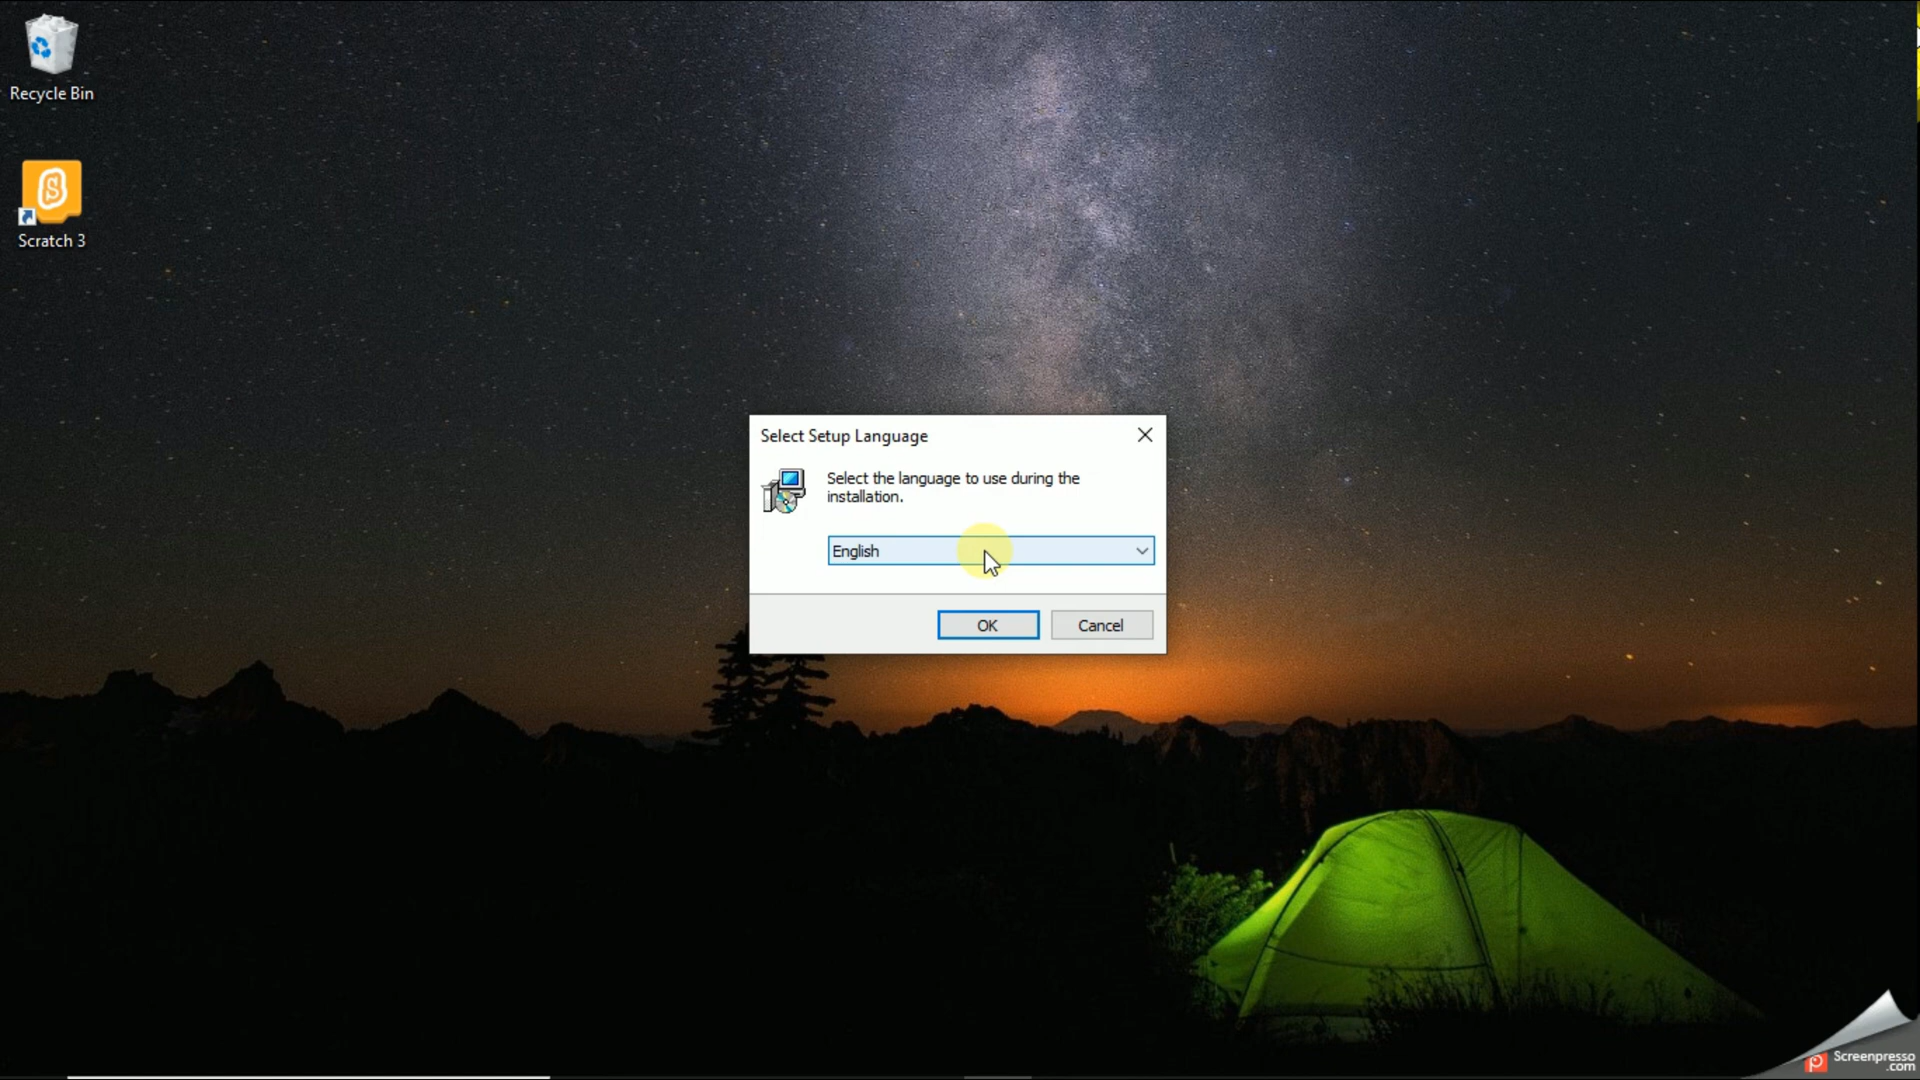 Recycle Bin
Scratch 3
Select Setup Language
Select the language to use during the
installation.
English
OK
Cancel
Screenpresso
.com